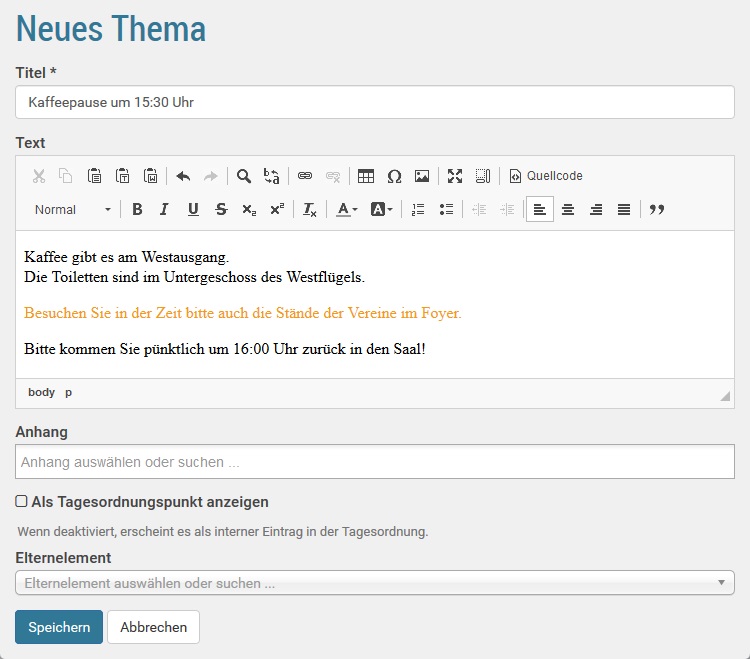 Neues Thema
Titel *
Kaffeepause um 15:30 Uhr
Text
Quellcode
Normal
B I U S x₂ x² Tx A A
Kaffee gibt es am Westausgang.
Die Toiletten sind im Untergeschoss des Westflügels.
Besuchen Sie in der Zeit bitte auch die Stände der Vereine im Foyer.
Bitte kommen Sie pünktlich um 16:00 Uhr zurück in den Saal!
body p
Anhang
Anhang auswählen oder suchen ...
Als Tagesordnungspunkt anzeigen
Wenn deaktiviert, erscheint es als interner Eintrag in der Tagesordnung.
Elternelement
Elternelement auswählen oder suchen ...
Speichern Abbrechen